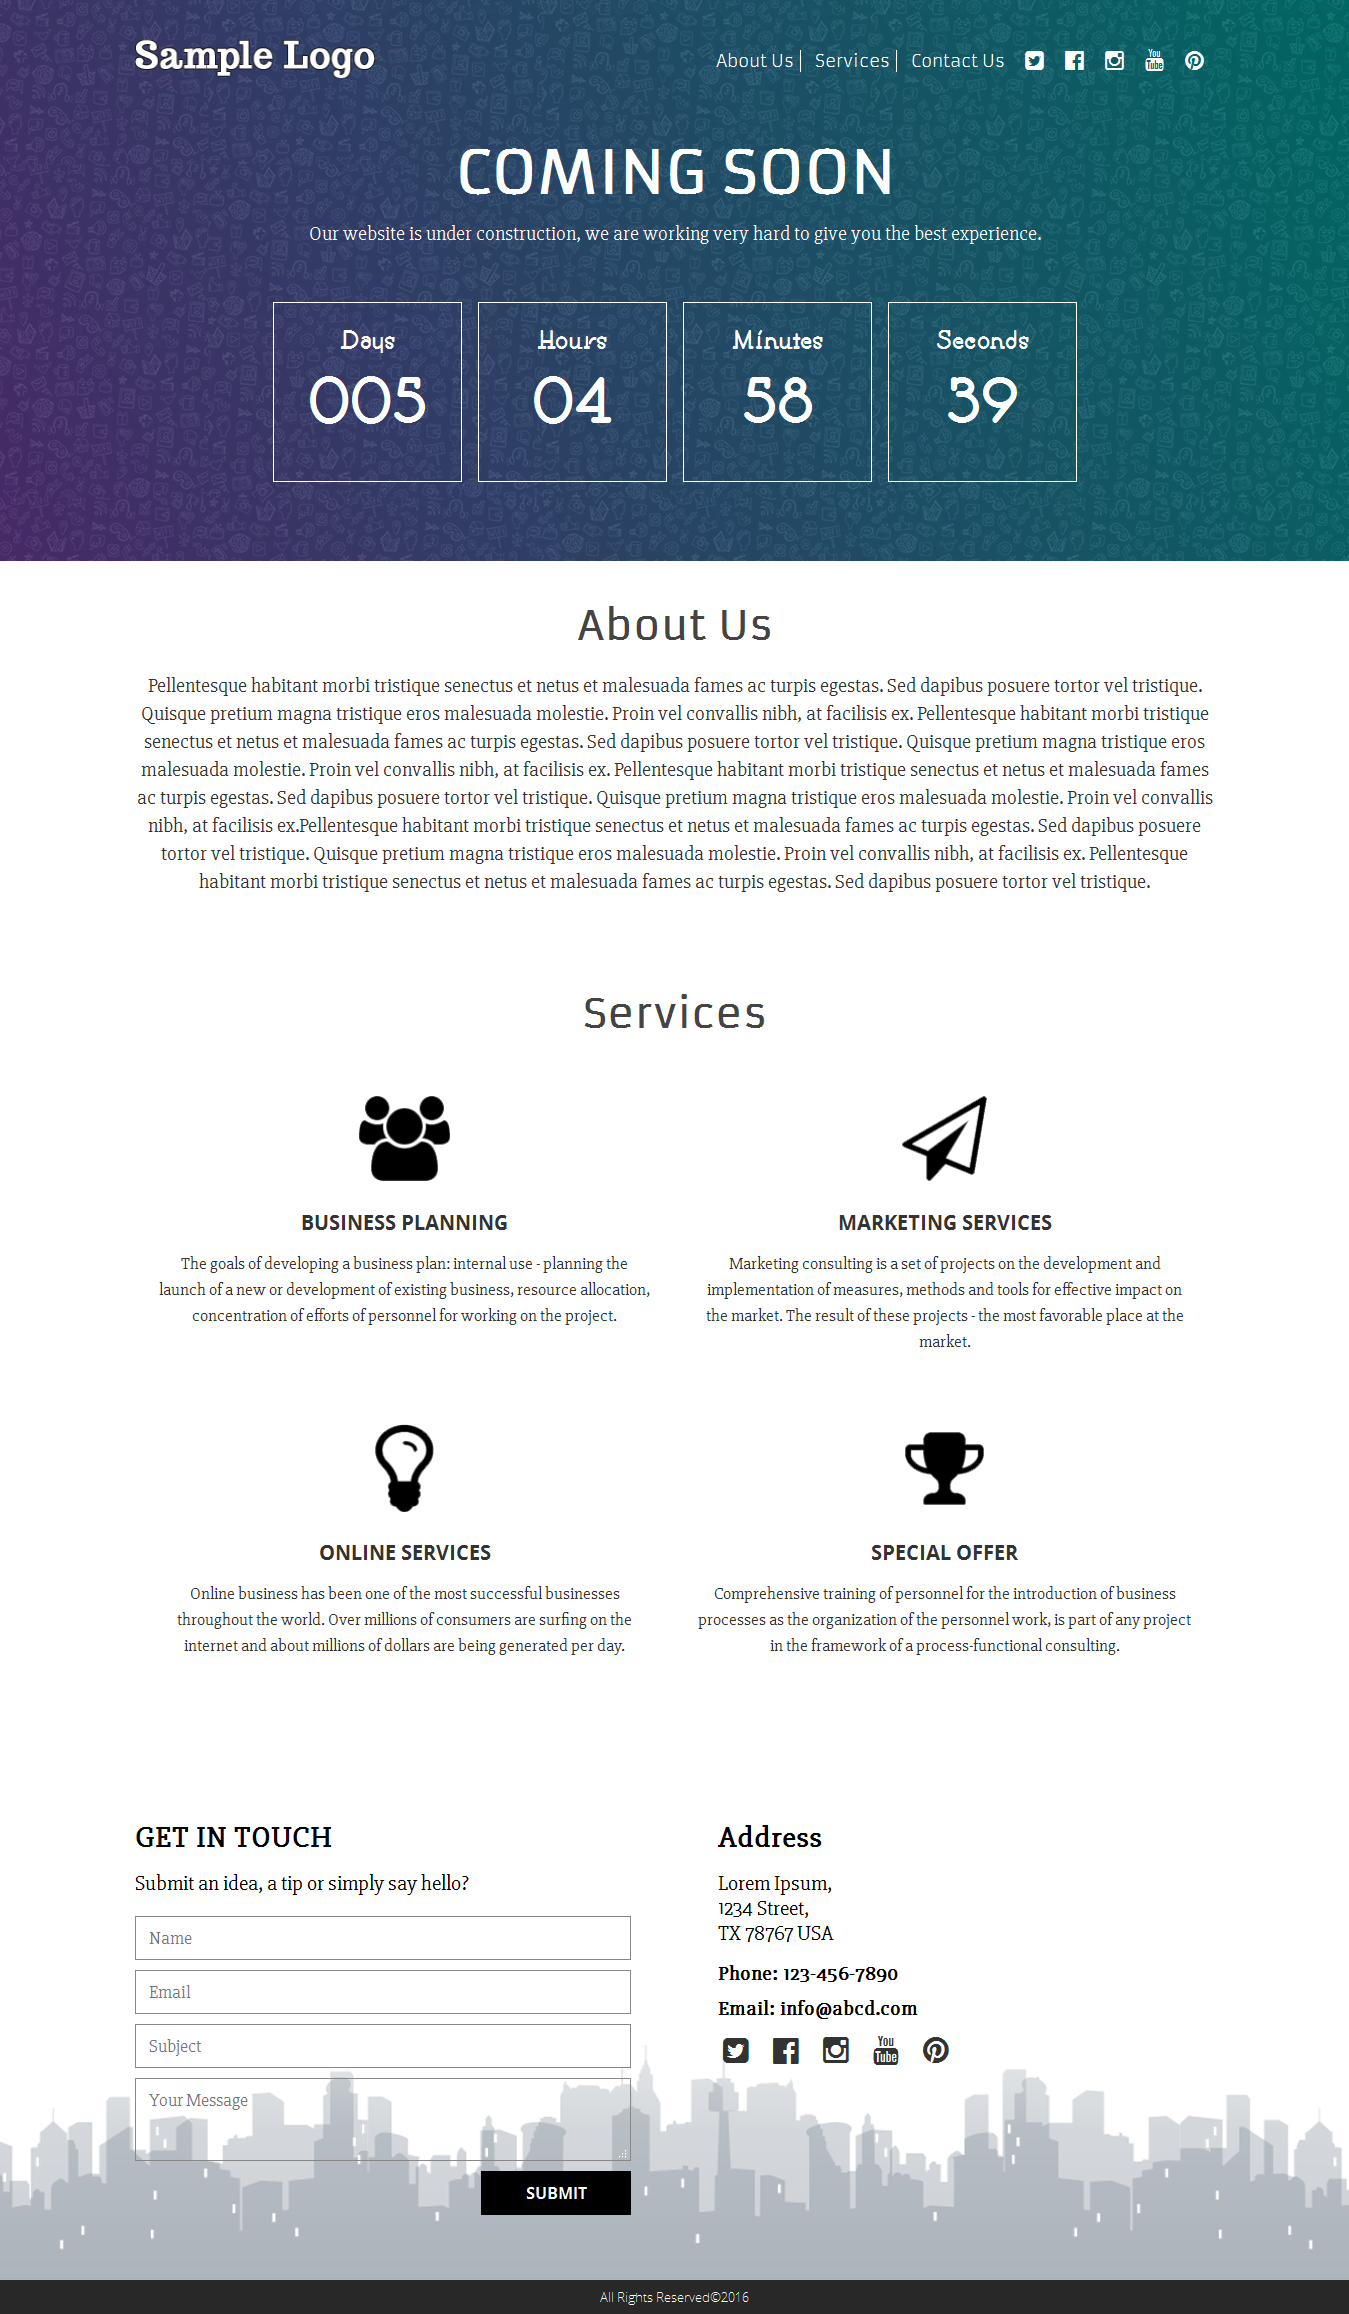 Sample Logo
About Us
Services
Contact Us
You Tube
COMING SOON
Our website is under construction, we are working very hard to give you the best experience.
Days
Hours
Minutes
Seconds
005
04
58
39
About Us
Pellentesque habitant morbi tristique senectus et netus et malesuada fames ac turpis egestas. Sed dapibus posuere tortor vel tristique.
Quisque pretium magna tristique eros malesuada molestie. Proin vel convallis nibh, at facilisis ex. Pellentesque habitant morbi tristique
senectus et netus et malesuada fames ac turpis egestas. Sed dapibus posuere tortor vel tristique. Quisque pretium magna tristique eros
malesuada molestie. Proin vel convallis nibh, at facilisis ex. Pellentesque habitant morbi tristique senectus et netus et malesuada fames
ac turpis egestas. Sed dapibus posuere tortor vel tristique. Quisque pretium magna tristique eros malesuada molestie. Proin vel convallis
nibh, at facilisis ex.Pellentesque habitant morbi tristique senectus et netus et malesuada fames ac turpis egestas. Sed dapibus posuere
tortor vel tristique. Quisque pretium magna tristique eros malesuada molestie. Proin vel convallis nibh, at facilisis ex. Pellentesque
habitant morbi tristique senectus et netus et malesuada fames ac turpis egestas. Sed dapibus posuere tortor vel tristique.
Services
BUSINESS PLANNING
The goals of developing a business plan: internal use - planning the
launch of a new or development of existing business, resource allocation,
concentration of efforts of personnel for working on the project.
MARKETING SERVICES
Marketing consulting is a set of projects on the development and
implementation of measures, methods and tools for effective impact on
the market. The result of these projects - the most favorable place at the
market.
ONLINE SERVICES
Online business has been one of the most successful businesses
throughout the world. Over millions of consumers are surfing on the
internet and about millions of dollars are being generated per day.
SPECIAL OFFER
Comprehensive training of personnel for the introduction of business
processes as the organization of the personnel work, is part of any project
in the framework of a process-functional consulting.
GET IN TOUCH
Submit an idea, a tip or simply say hello?
Name
Email
Subject
Your Message
SUBMIT
Address
Lorem Ipsum,
1234 Street,
TX 78767 USA
Phone: 123-456-7890
Email: info@abcd.com
You Tube
All Rights Reserved©2016